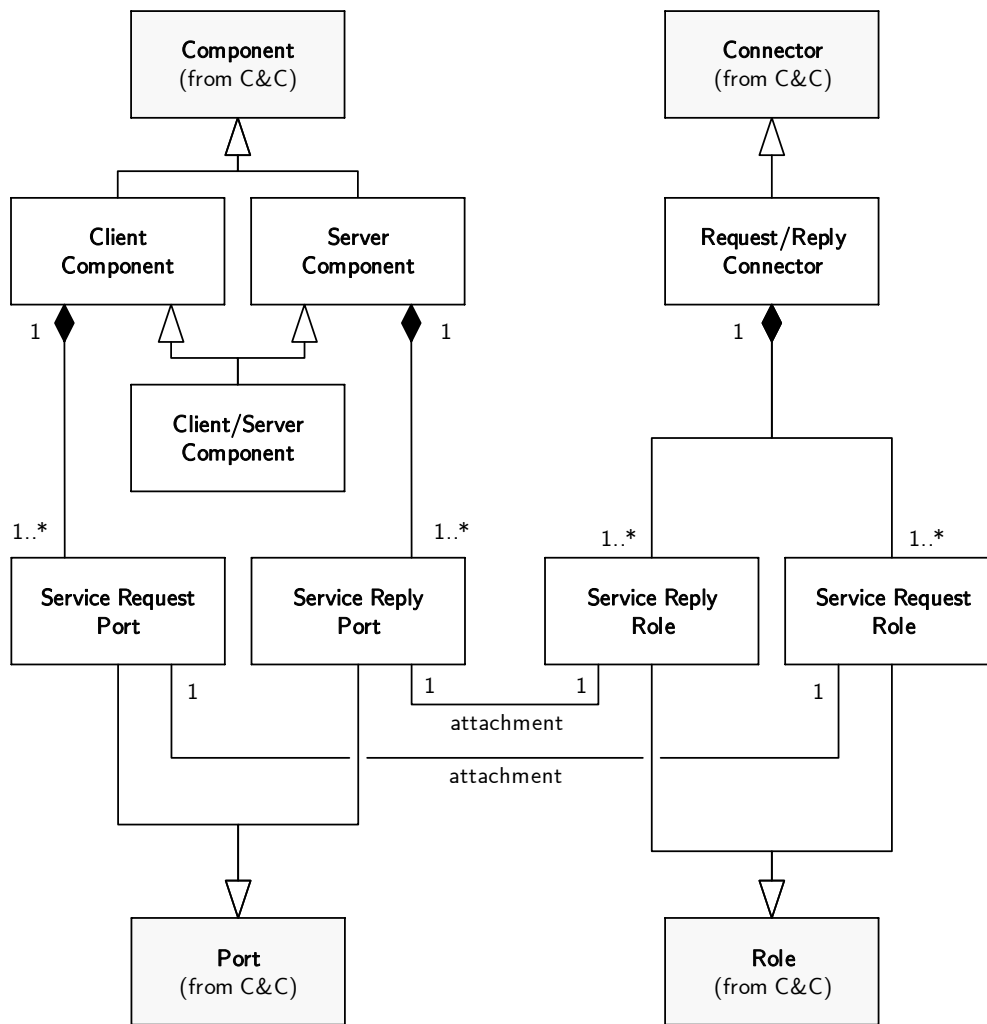 Component
(from C&C)
Connector
(from C&C)
Client
Component
Server
Component
Request/Reply
Connector
1
1
1
Client/Server
Component
1..*
1..*
1..*
1..*
Service Request
Port
Service Reply
Port
Service Reply
Role
Service Request
Role
1
1
1
1
attachment
attachment
Port
(from C&C)
Role
(from C&C)